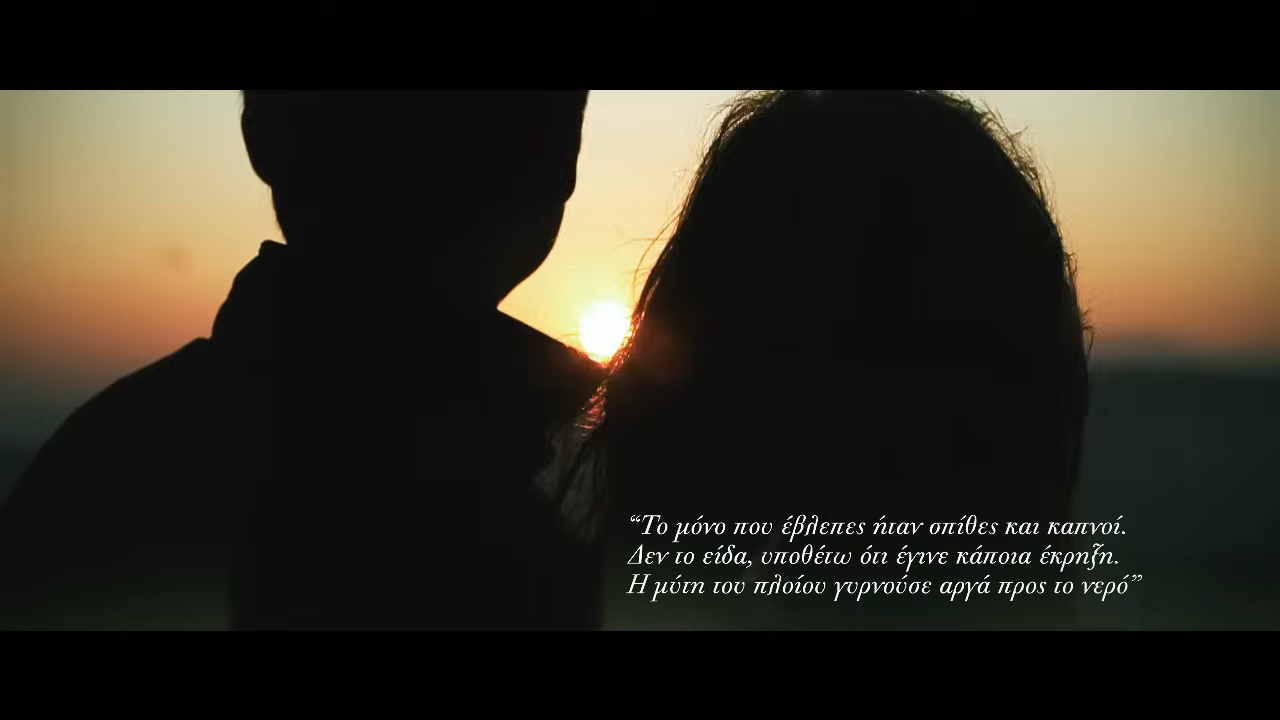 “Το μόνο που έβλεπες ήταν σπίθες και καπνοί.
Δεν το είδα, υποθέτω ότι έγινε κάποια έκρηξη.
Η μύτη του πλοίου γυρνούσε αργά προς το νερό”